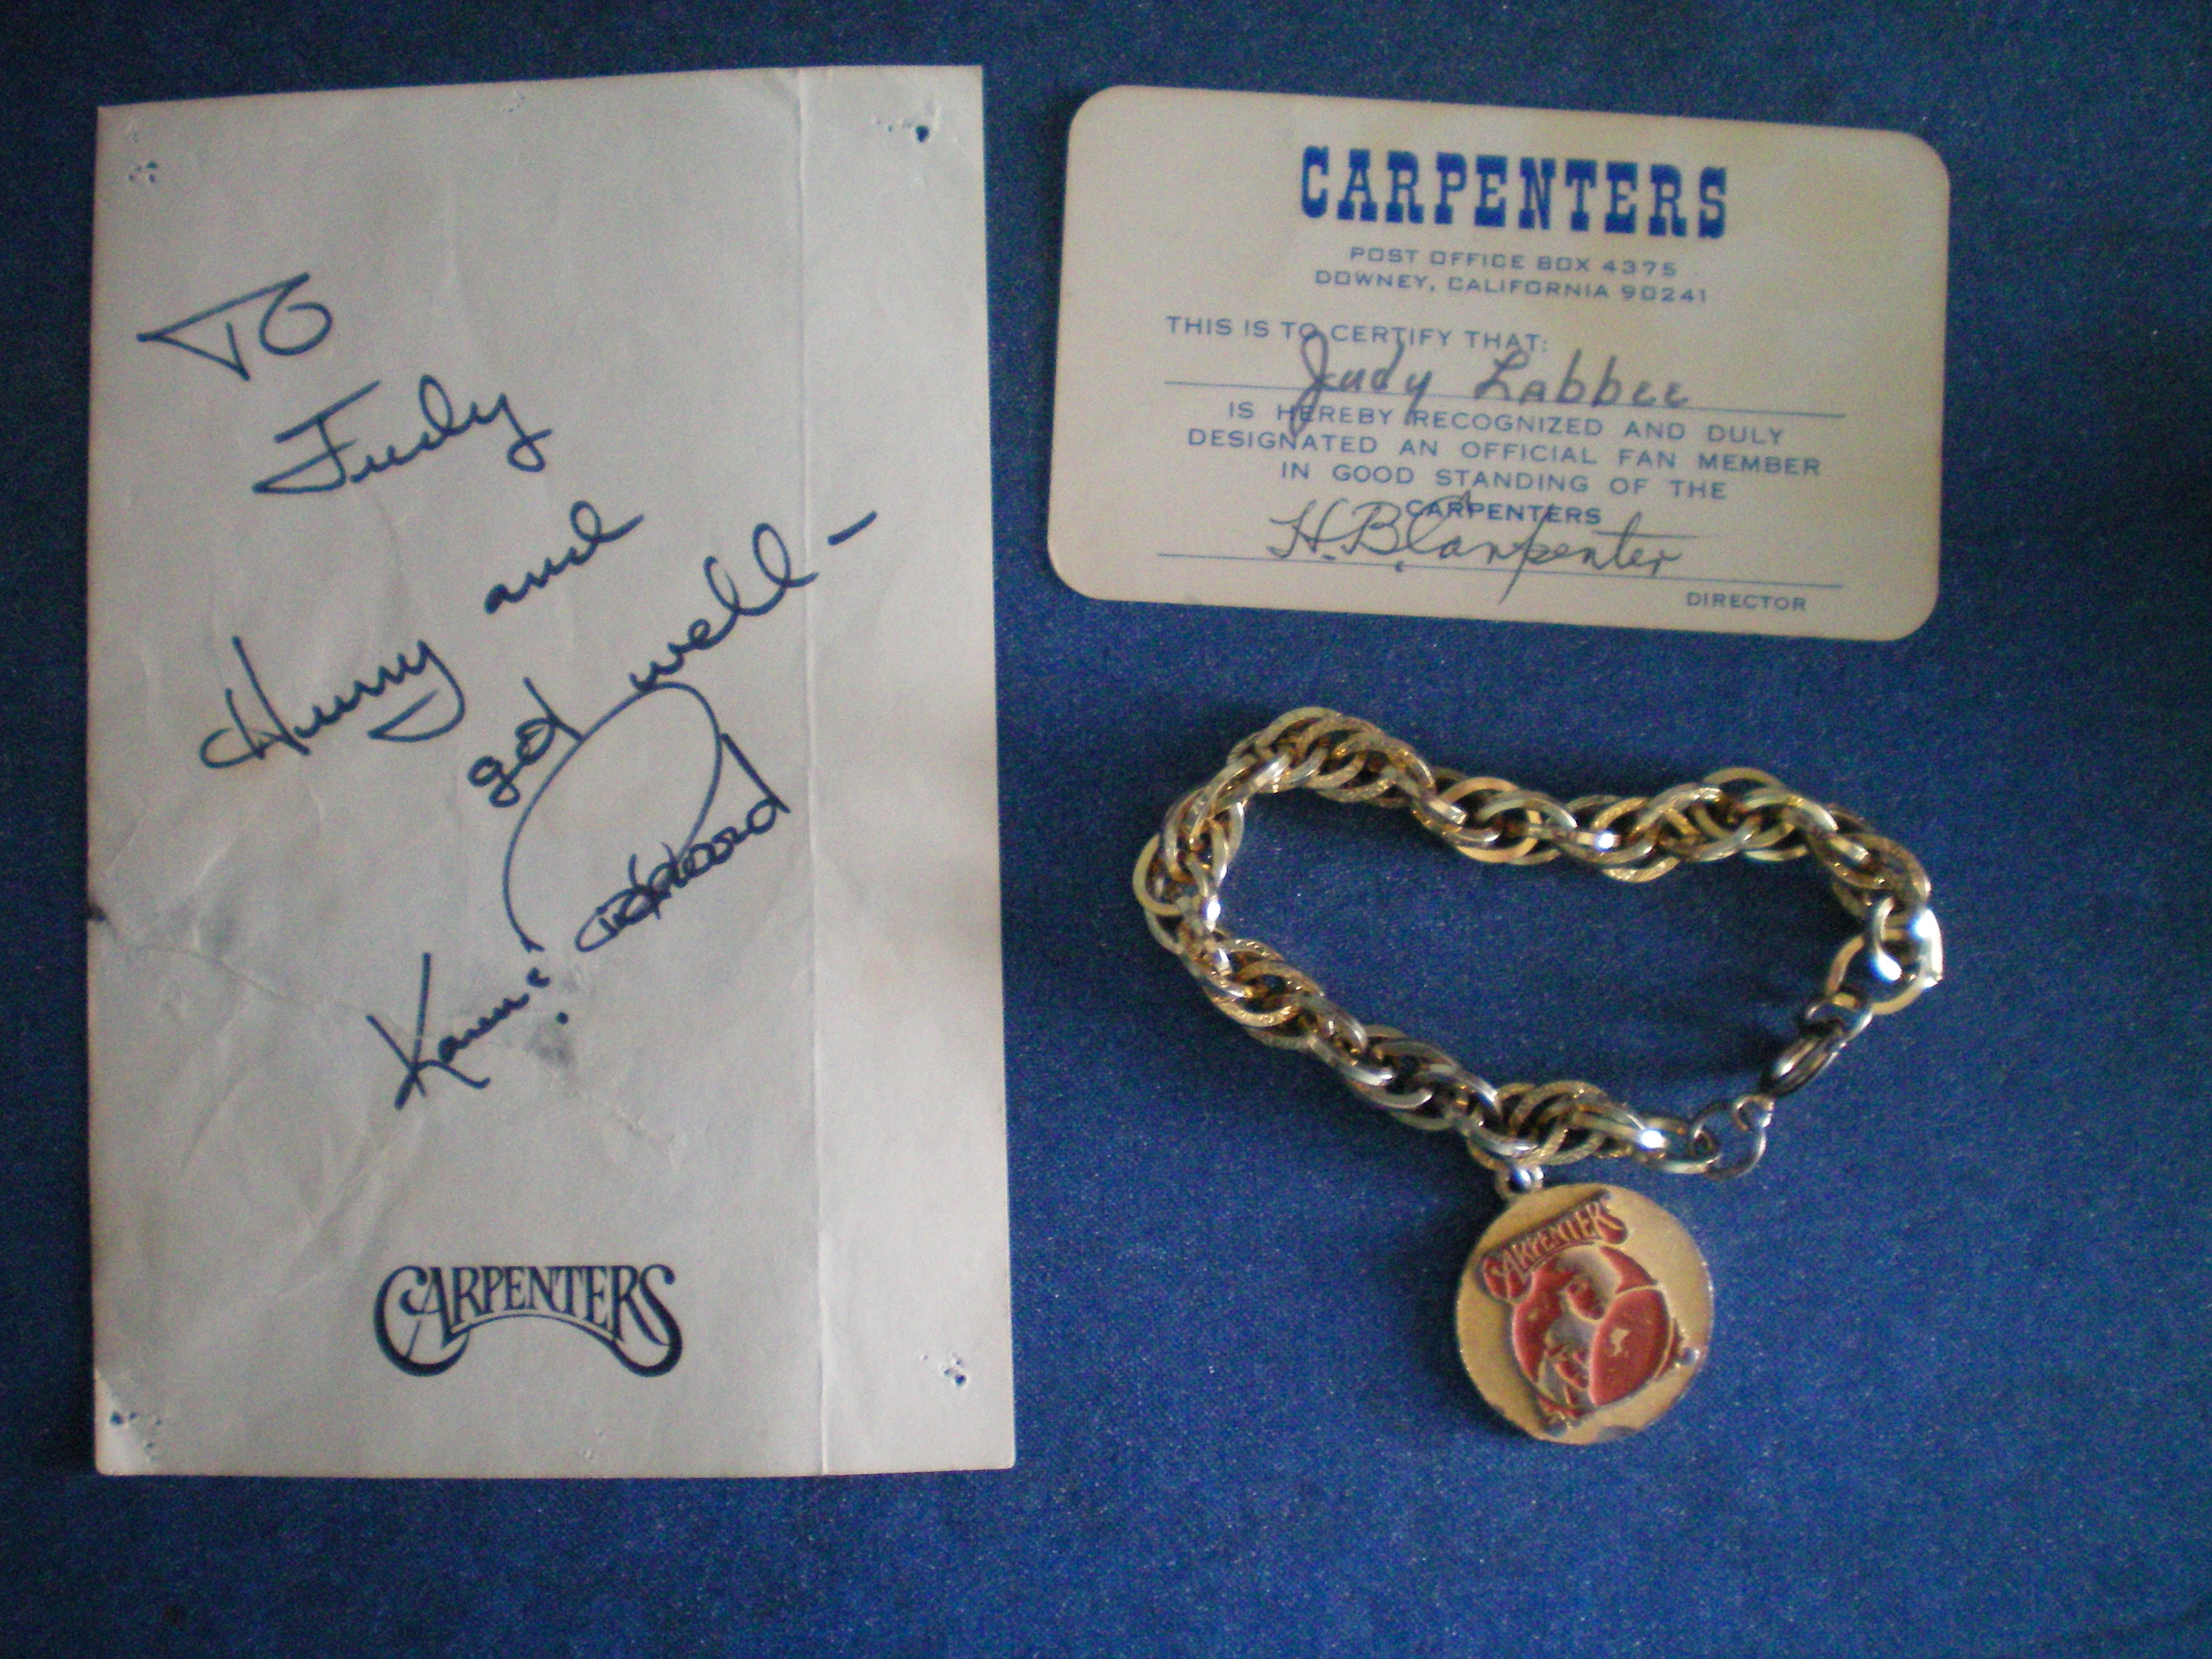 To
Judy
Hurry and
get well -
Karen &
Richard
CARPENTERS
CARPENTERS
POST OFFICE BOX 4375
DOWNEY, CALIFORNIA 90241
THIS IS TO CERTIFY THAT:
Judy Labbee
IS HEREBY RECOGNIZED AND DULY
DESIGNATED AN OFFICIAL FAN MEMBER
IN GOOD STANDING OF THE
CARPENTERS
H.B. Carpenter
DIRECTOR
CARPENTERS